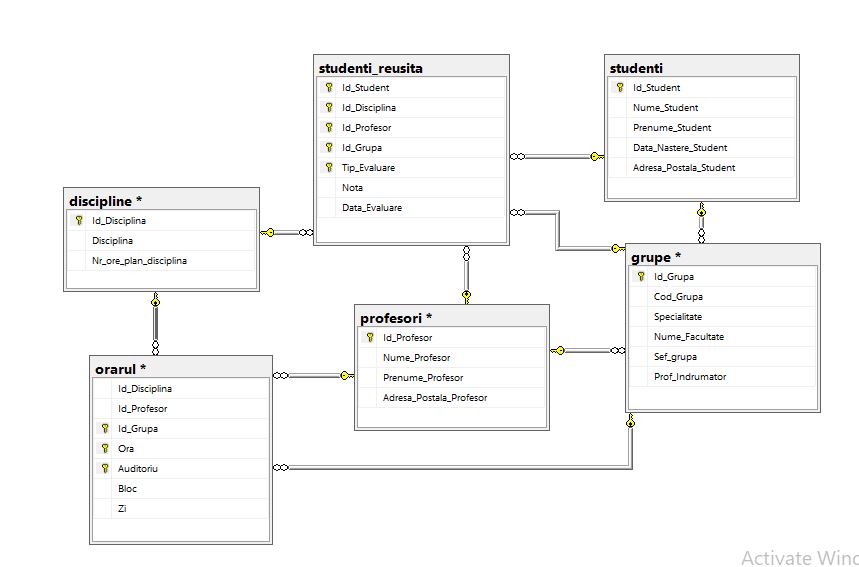 studenti_reusita
Id_Student
Id_Disciplina
Id_Profesor
Id_Grupa
Tip_Evaluare
Nota
Data_Evaluare
studenti
Id_Student
Nume_Student
Prenume_Student
Data_Nastere_Student
Adresa_Postala_Student
discipline *
Id_Disciplina
Disciplina
Nr_ore_plan_disciplina
grupe *
Id_Grupa
Cod_Grupa
Specialitate
Nume_Facultate
Sef_grupa
Prof_Indrumator
profesori *
Id_Profesor
Nume_Profesor
Prenume_Profesor
Adresa_Postala_Profesor
orarul *
Id_Disciplina
Id_Profesor
Id_Grupa
Ora
Auditoriu
Bloc
Zi
Activate Winc